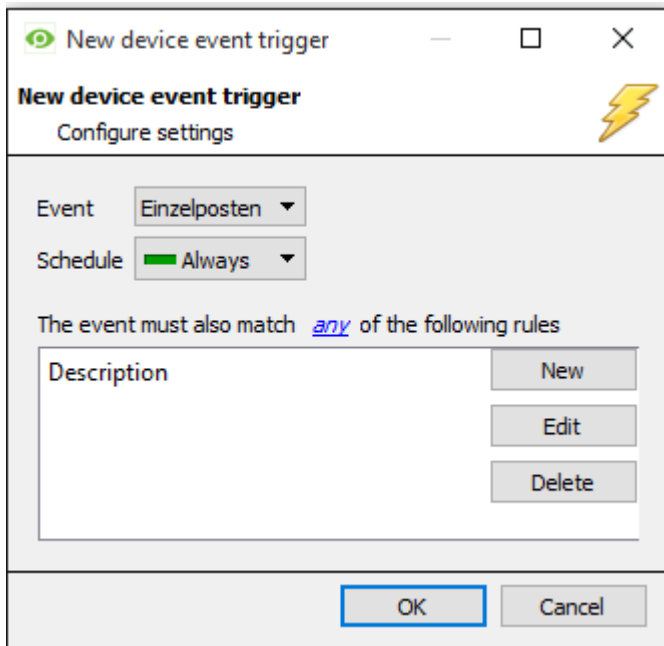 New device event trigger
New device event trigger
Configure settings
Event Einzelposten
Schedule Always
The event must also match any of the following rules
Description
New
Edit
Delete
OK Cancel